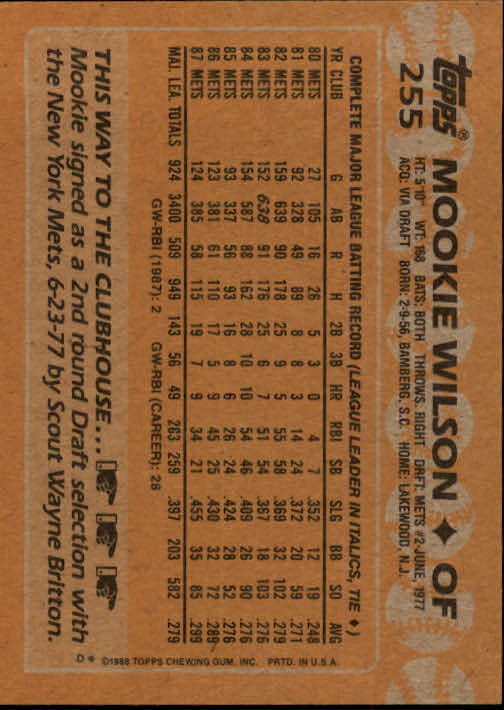 topps® MOOKIE WILSON ♦ OF
255
HT: 5'10" WT: 168 BATS: BOTH THROWS: RIGHT DRFT: METS #2-JUNE, 1977
ACQ: VIA DRAFT BORN: 2-9-56, BAMBERG, S.C. HOME: LAKEWOOD, N.J.
COMPLETE MAJOR LEAGUE BATTING RECORD (LEAGUE LEADER IN ITALICS, TIE ♦)
YR CLUB G AB R H 2B 3B HR RBI SB SLG BB SO AVG
80 METS 27 105 16 26 5 3 0 4 7 .352 12 19 .248
81 METS 92 328 49 89 8 8 3 14 24 .372 20 59 .271
82 METS 159 639 90 178 25 9 5 55 58 .369 32 102 .279
83 METS 152 638 91 176 25 6 7 51 54 .367 18 103 .276
84 METS 154 587 88 162 28 10 10 54 46 .409 26 90 .276
85 METS 93 337 56 93 16 8 6 26 24 .424 28 52 .276
86 METS 123 381 61 110 17 5 9 45 25 .430 32 72 .289
87 METS 124 385 58 115 19 7 9 34 21 .455 35 85 .299
MAJ. LEA. TOTALS 924 3400 509 949 143 56 49 263 259 .397 203 582 .279
GW-RBI (1987): 2 GW-RBI (CAREER): 28
THIS WAY TO THE CLUBHOUSE...
Mookie signed as a 2nd round Draft selection with
the New York Mets, 6-23-77 by Scout Wayne Britton.
D* ©1988 TOPPS CHEWING GUM, INC. PRTD. IN U.S.A.